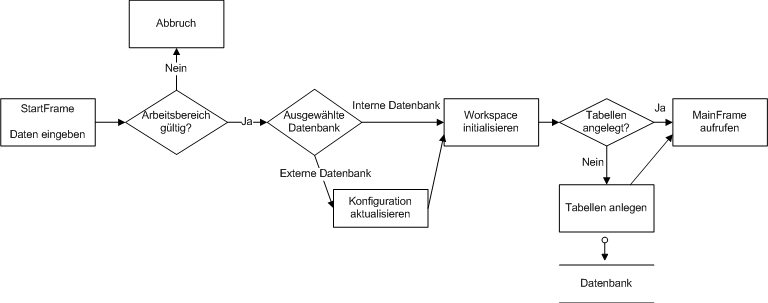 Abbruch
Nein
StartFrame
Daten eingeben
Arbeitsbereich
gültig?
Ja
Ausgewählte
Datenbank
Interne Datenbank
Externe Datenbank
Konfiguration
aktualisieren
Workspace
initialisieren
Tabellen
angelegt?
Ja
Nein
MainFrame
aufrufen
Tabellen anlegen
Datenbank